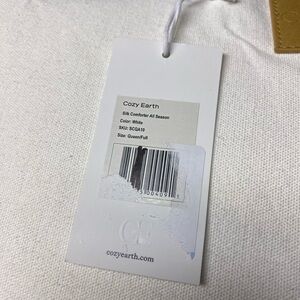 Cozy Earth
Silk Comforter All Season
Color: White
SKU: SCQA10
Size: Queen/Full
cozyearth.com